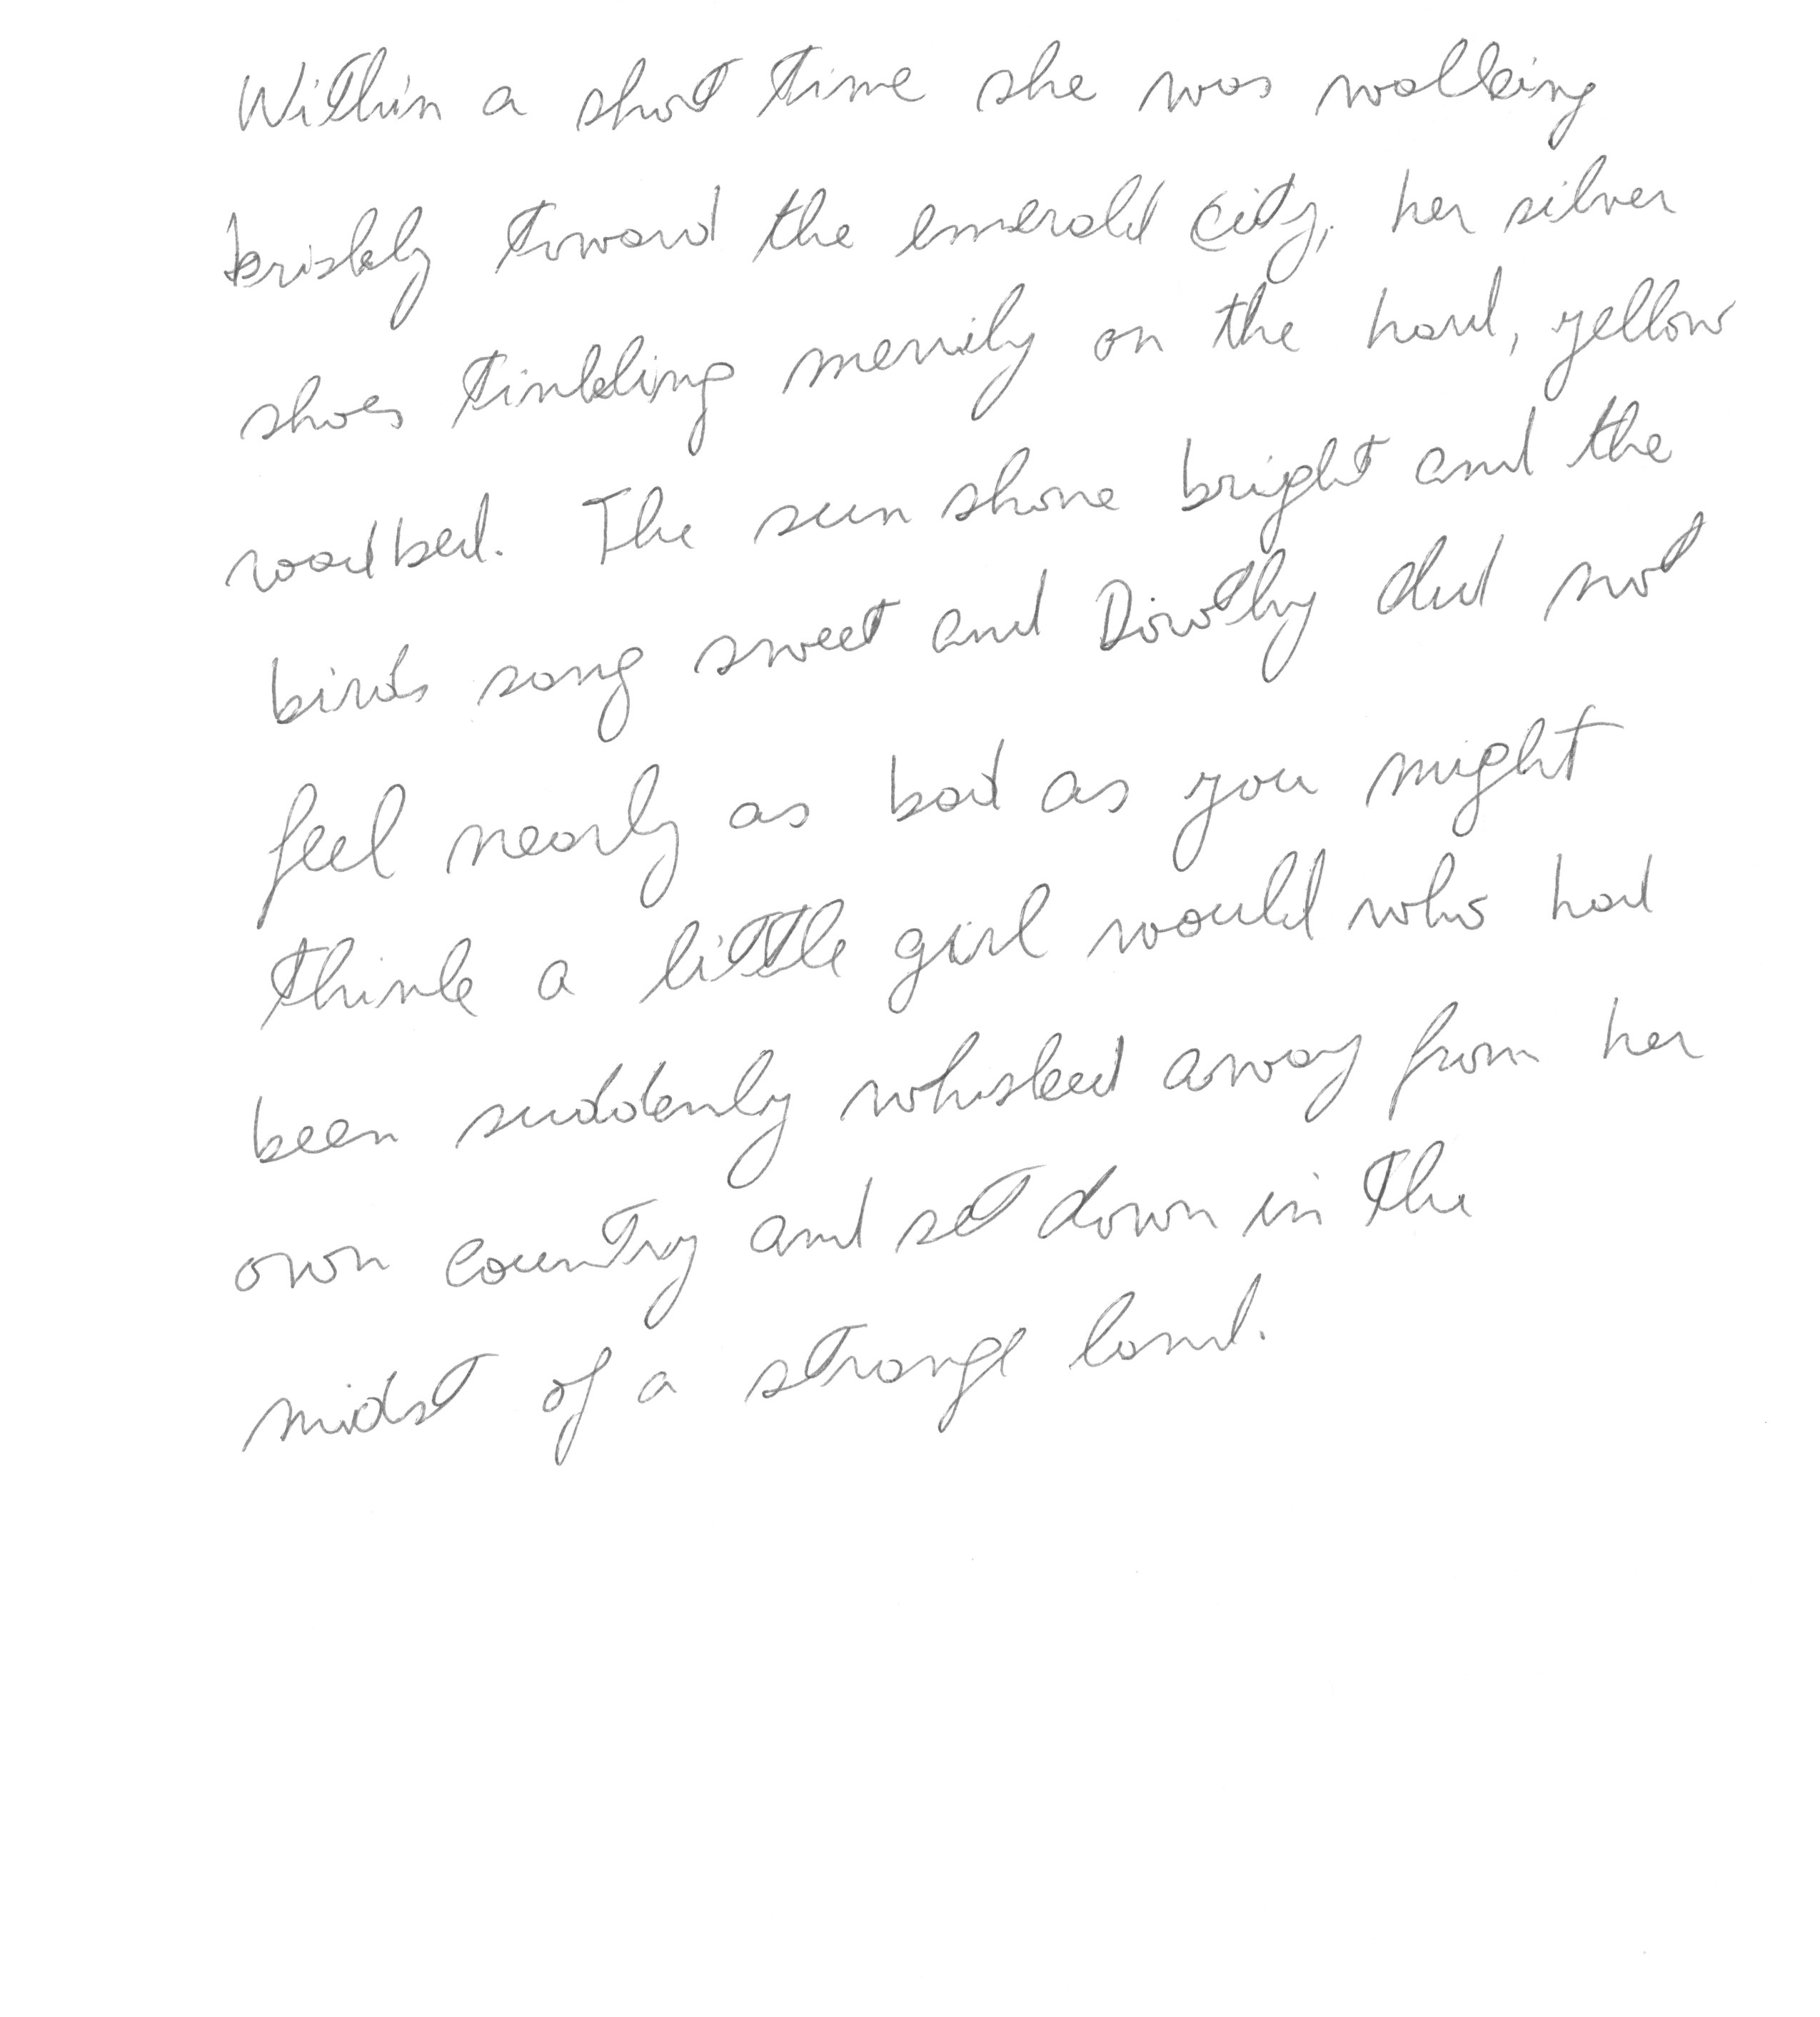 Within a short time she was walking
briskly toward the emerald City, her silver
shoes tinkling merrily on the hard, yellow
roadbed. The sun shone bright and the
birds song sweet and Dorothy did not
feel nearly as bad as you might
think a little girl would who had
been suddenly whisked away from her
own country and set down in the
midst of a strange land.